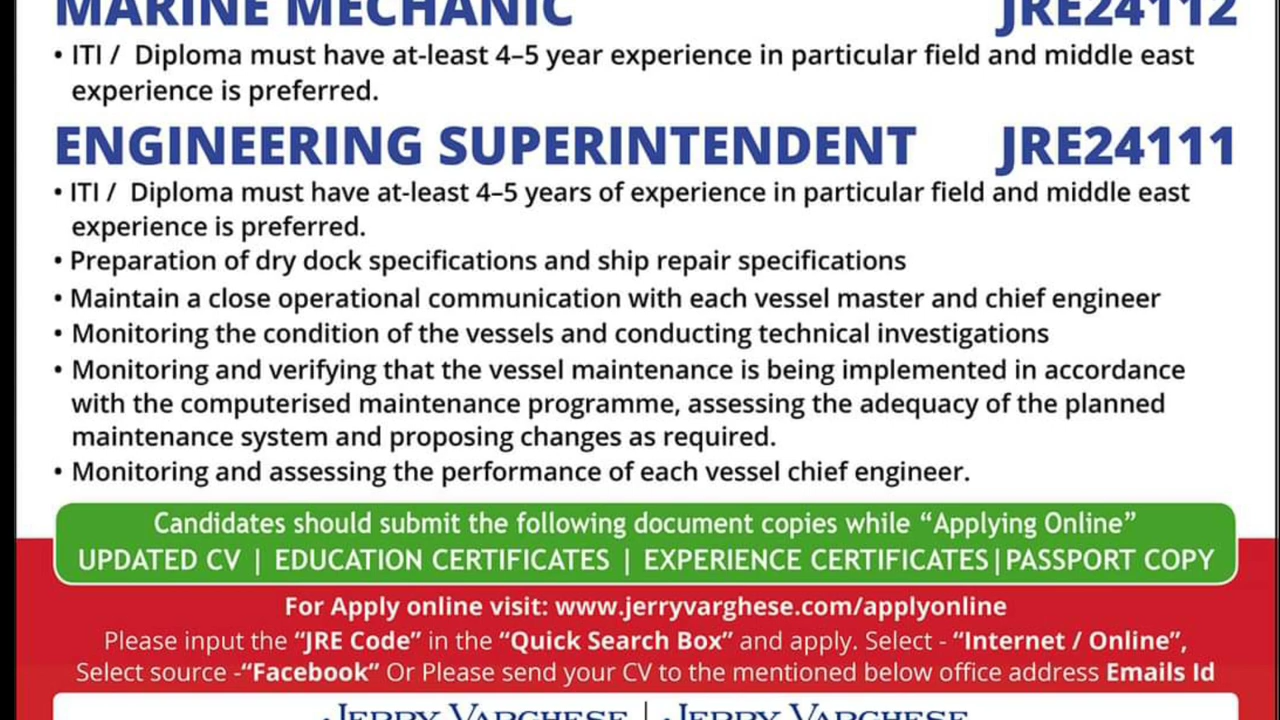 MARINE MECHANIC JRE24112
• ITI / Diploma must have at-least 4–5 year experience in particular field and middle east
experience is preferred.
ENGINEERING SUPERINTENDENT JRE24111
• ITI / Diploma must have at-least 4–5 years of experience in particular field and middle east
experience is preferred.
• Preparation of dry dock specifications and ship repair specifications
• Maintain a close operational communication with each vessel master and chief engineer
• Monitoring the condition of the vessels and conducting technical investigations
• Monitoring and verifying that the vessel maintenance is being implemented in accordance
with the computerised maintenance programme, assessing the adequacy of the planned
maintenance system and proposing changes as required.
• Monitoring and assessing the performance of each vessel chief engineer.
Candidates should submit the following document copies while “Applying Online”
UPDATED CV | EDUCATION CERTIFICATES | EXPERIENCE CERTIFICATES|PASSPORT COPY
For Apply online visit: www.jerryvarghese.com/applyonline
Please input the “JRE Code” in the “Quick Search Box” and apply. Select - “Internet / Online”,
Select source -“Facebook” Or Please send your CV to the mentioned below office address Emails Id
JERRY VARGHESE | JERRY VARGHESE